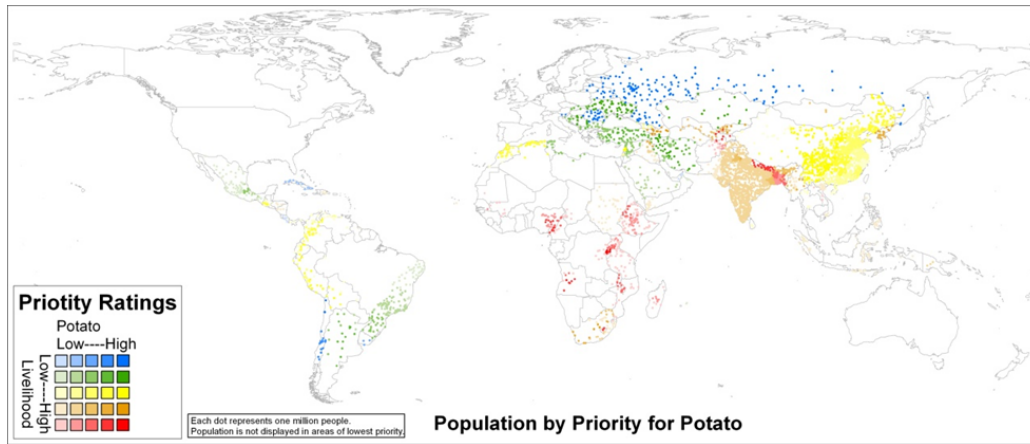 Priotity Ratings
Potato
Low----High
Low----High
Livelihood
Each dot represents one million people.
Population is not displayed in areas of lowest priority.
Population by Priority for Potato